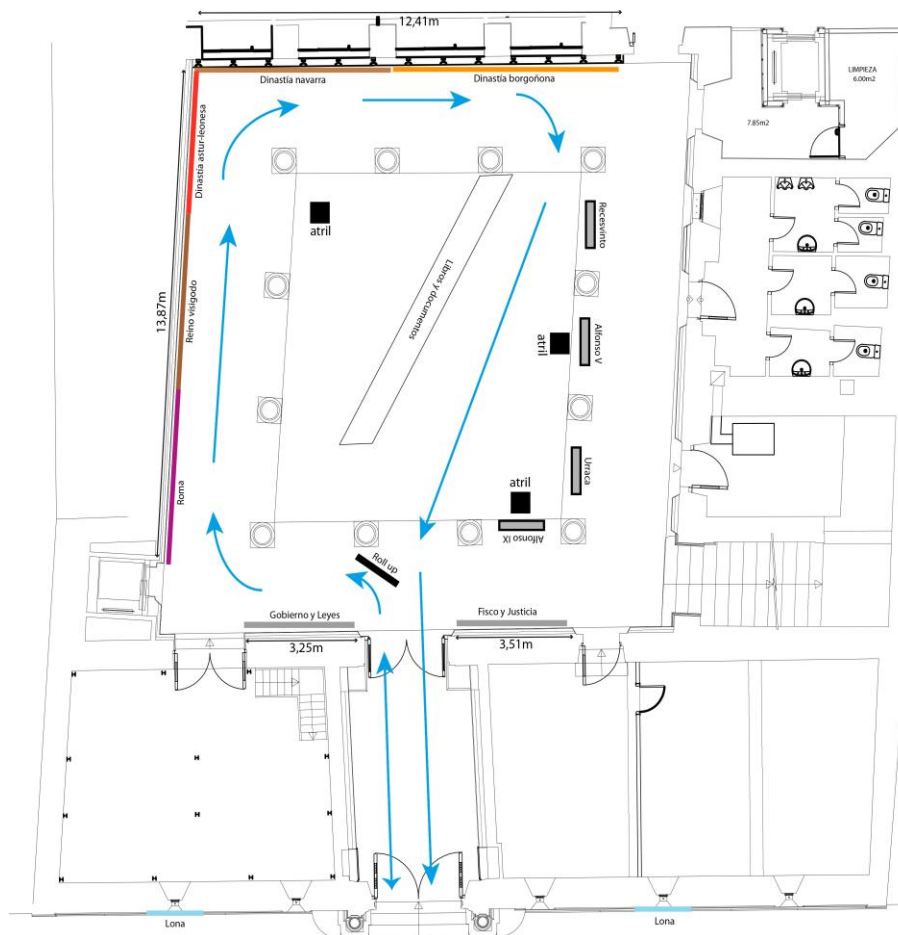 12,41m
Dinastía navarra
Dinastía borgoñona
LIMPIEZA
6.00m2
7.85m2
Dinastía astur-leonesa
atril
Recesvinto
Libros y documentos
13,87m
Reino visigodo
atril
Alfonso V
Roma
Urraca
atril
Alfonso IX
Roll up
Gobierno y Leyes
Fisco y Justicia
3,25m
3,51m
Lona
Lona